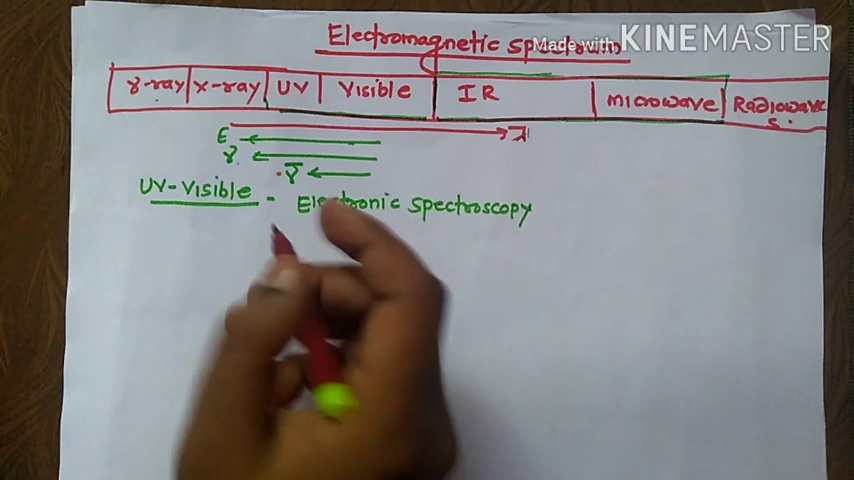 Electromagnetic spectrum
Made with KINEMASTER
γ-ray x-ray UV Visible IR microwave Radiowaves.
λ
E
ν
ν̅
UV-Visible - Electronic spectroscopy